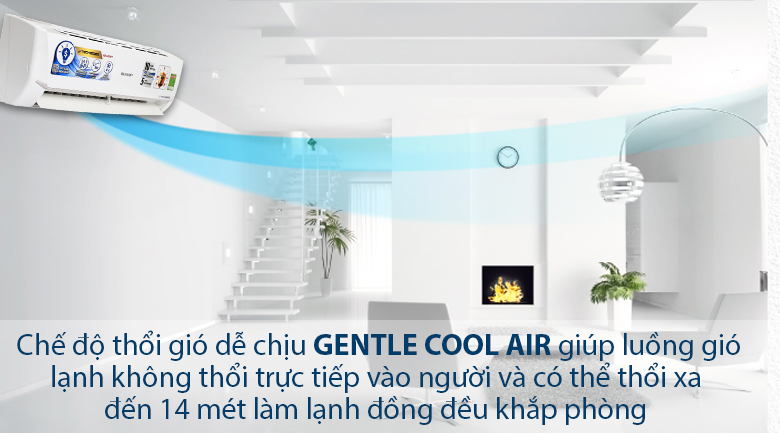 Chế độ thổi gió dễ chịu GENTLE COOL AIR giúp luồng gió
lạnh không thổi trực tiếp vào người và có thể thổi xa
đến 14 mét làm lạnh đồng đều khắp phòng